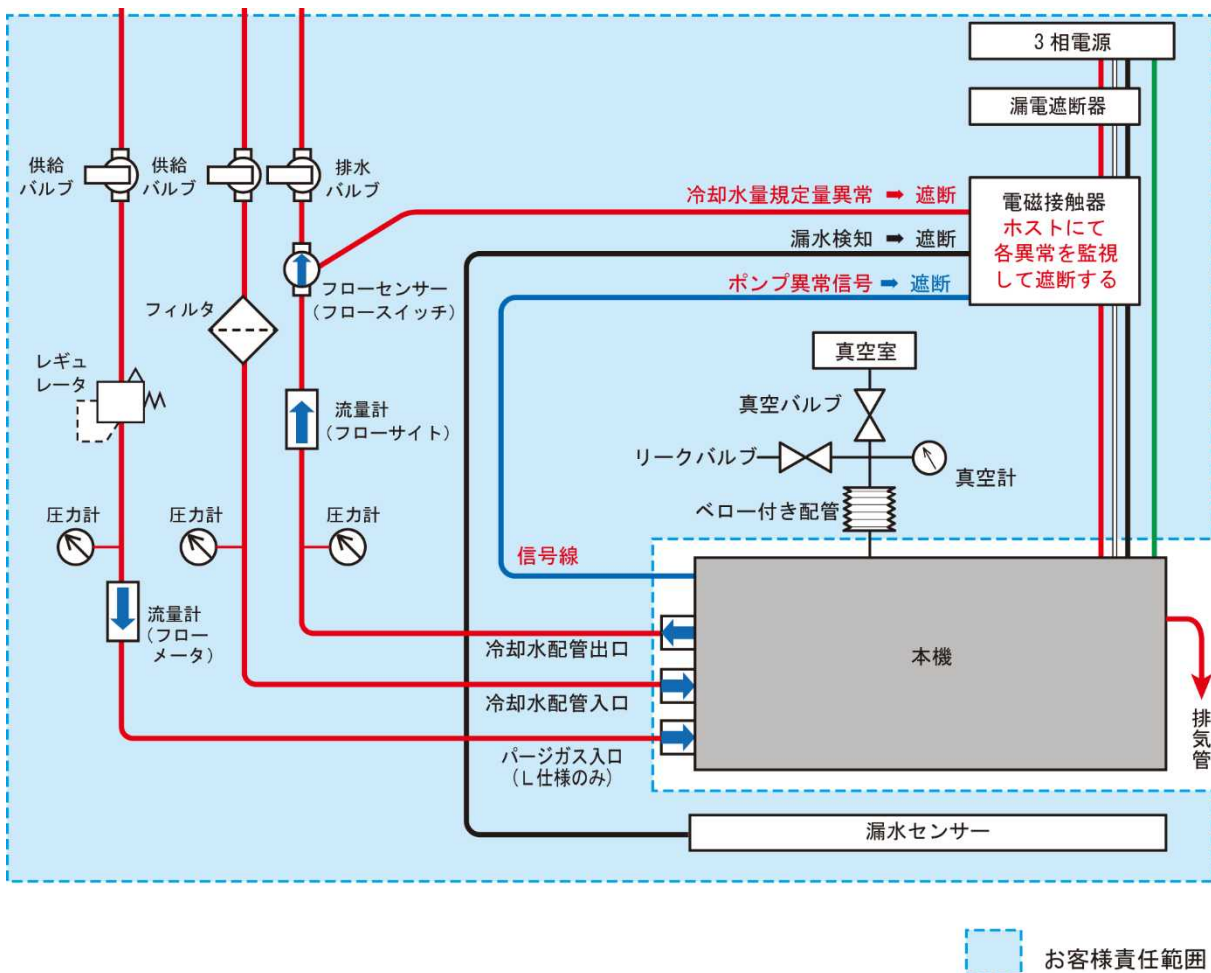 3相電源
漏電遮断器
供給
バルブ
供給
バルブ
排水
バルブ
冷却水量規定量異常 ➡ 遮断
漏水検知 ➡ 遮断
ポンプ異常信号 ➡ 遮断
電磁接触器
ホストにて
各異常を監視
して遮断する
フローセンサー
(フロースイッチ)
フィルタ
レギュ
レータ
流量計
(フローサイト)
真空室
真空バルブ
リークバルブ
真空計
ベロー付き配管
圧力計
圧力計
圧力計
信号線
流量計
(フロー
メータ)
冷却水配管出口
冷却水配管入口
パージガス入口
(L仕様のみ)
本機
排気管
漏水センサー
お客様責任範囲